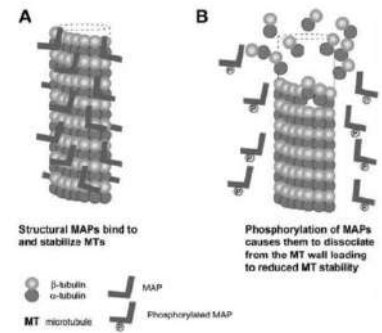 A
B
Structural MAPs bind to
and stabilize MTs
Phosphorylation of MAPs
causes them to dissociate
from the MT wall leading
to reduced MT stability
β-tubulin
α-tubulin
MAP
MT microtubule
Phosphorylated MAP